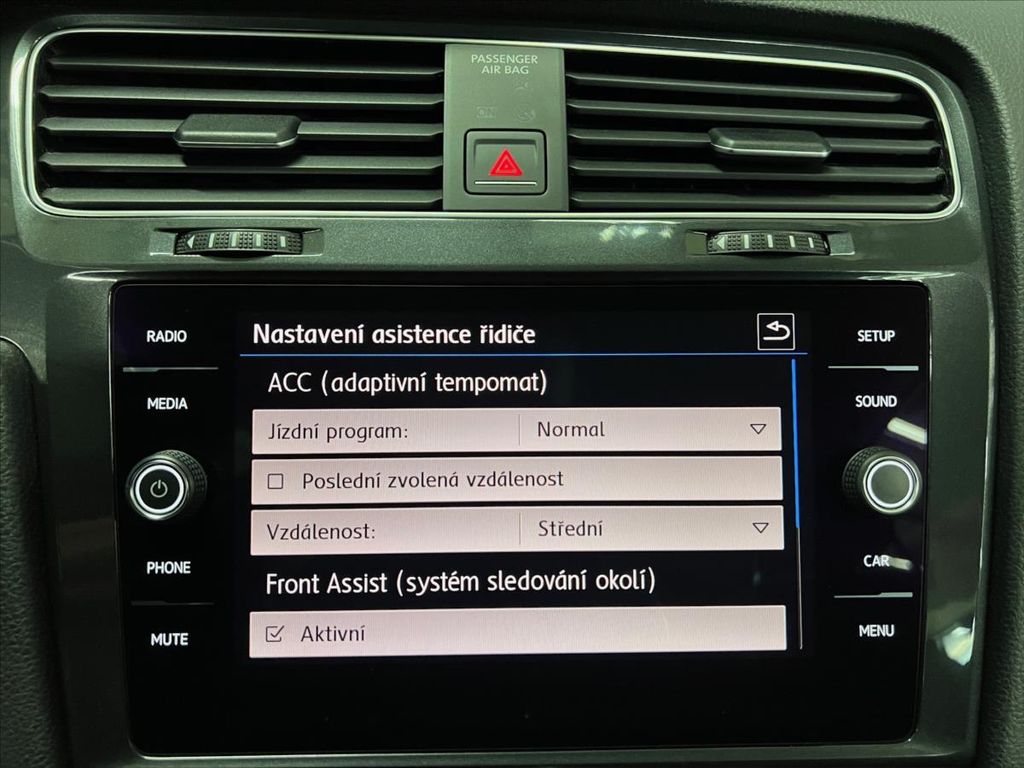 PASSENGER
AIR BAG
RADIO
MEDIA
PHONE
MUTE
Nastavení asistence řidiče
ACC (adaptivní tempomat)
Jízdní program: Normal
Poslední zvolená vzdálenost
Vzdálenost: Střední
Front Assist (systém sledování okolí)
Aktivní
SETUP
SOUND
CAR
MENU